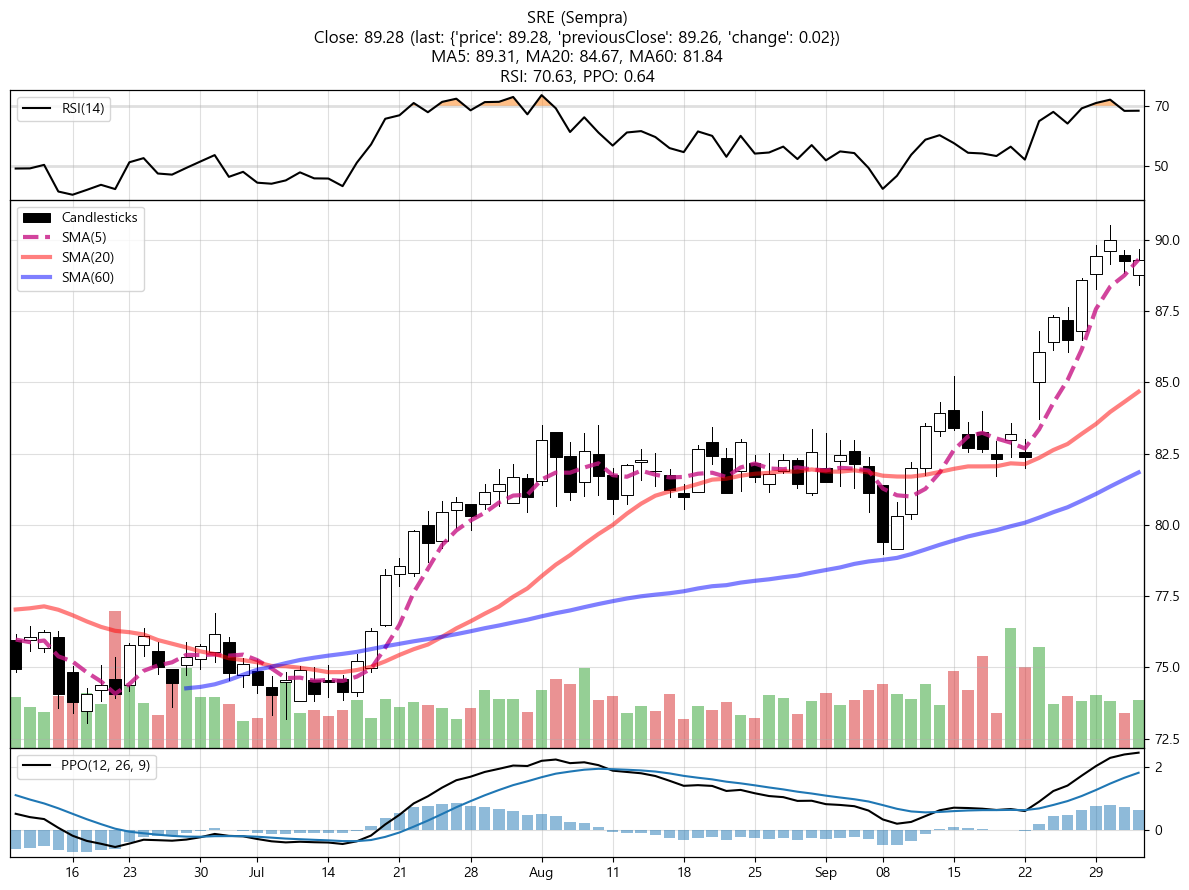 SRE (Sempra)
Close: 89.28 (last: {'price': 89.28, 'previousClose': 89.26, 'change': 0.02})
MA5: 89.31, MA20: 84.67, MA60: 81.84
RSI: 70.63, PPO: 0.64
RSI(14)
70
50
Candlesticks
SMA(5)
SMA(20)
SMA(60)
90.0
87.5
85.0
82.5
80.0
77.5
75.0
72.5
PPO(12, 26, 9)
2
0
16 23 30 Jul 14 21 28 Aug 11 18 25 Sep 08 15 22 29